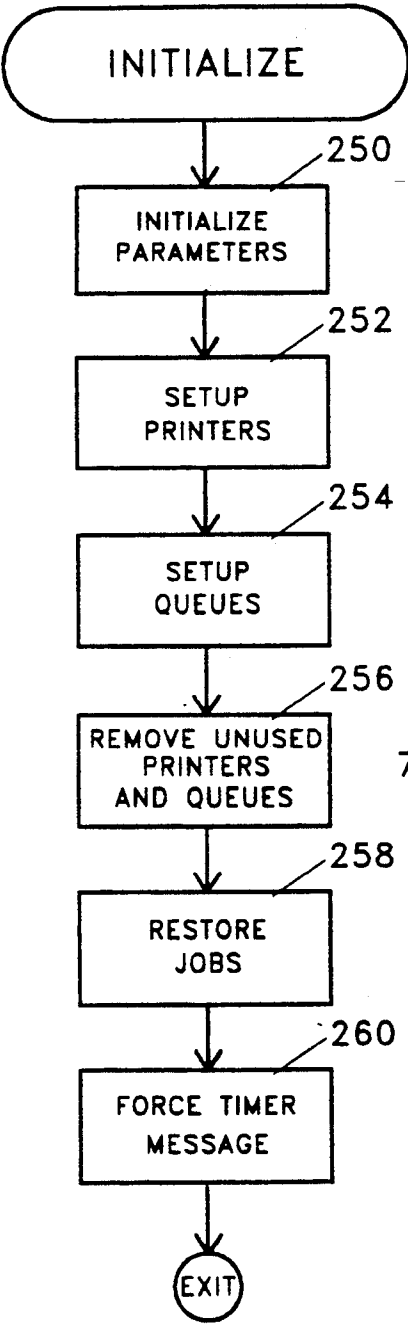 INITIALIZE
250
INITIALIZE
PARAMETERS
252
SETUP
PRINTERS
254
SETUP
QUEUES
256
REMOVE UNUSED
PRINTERS
AND QUEUES
7
258
RESTORE
JOBS
260
FORCE TIMER
MESSAGE
EXIT